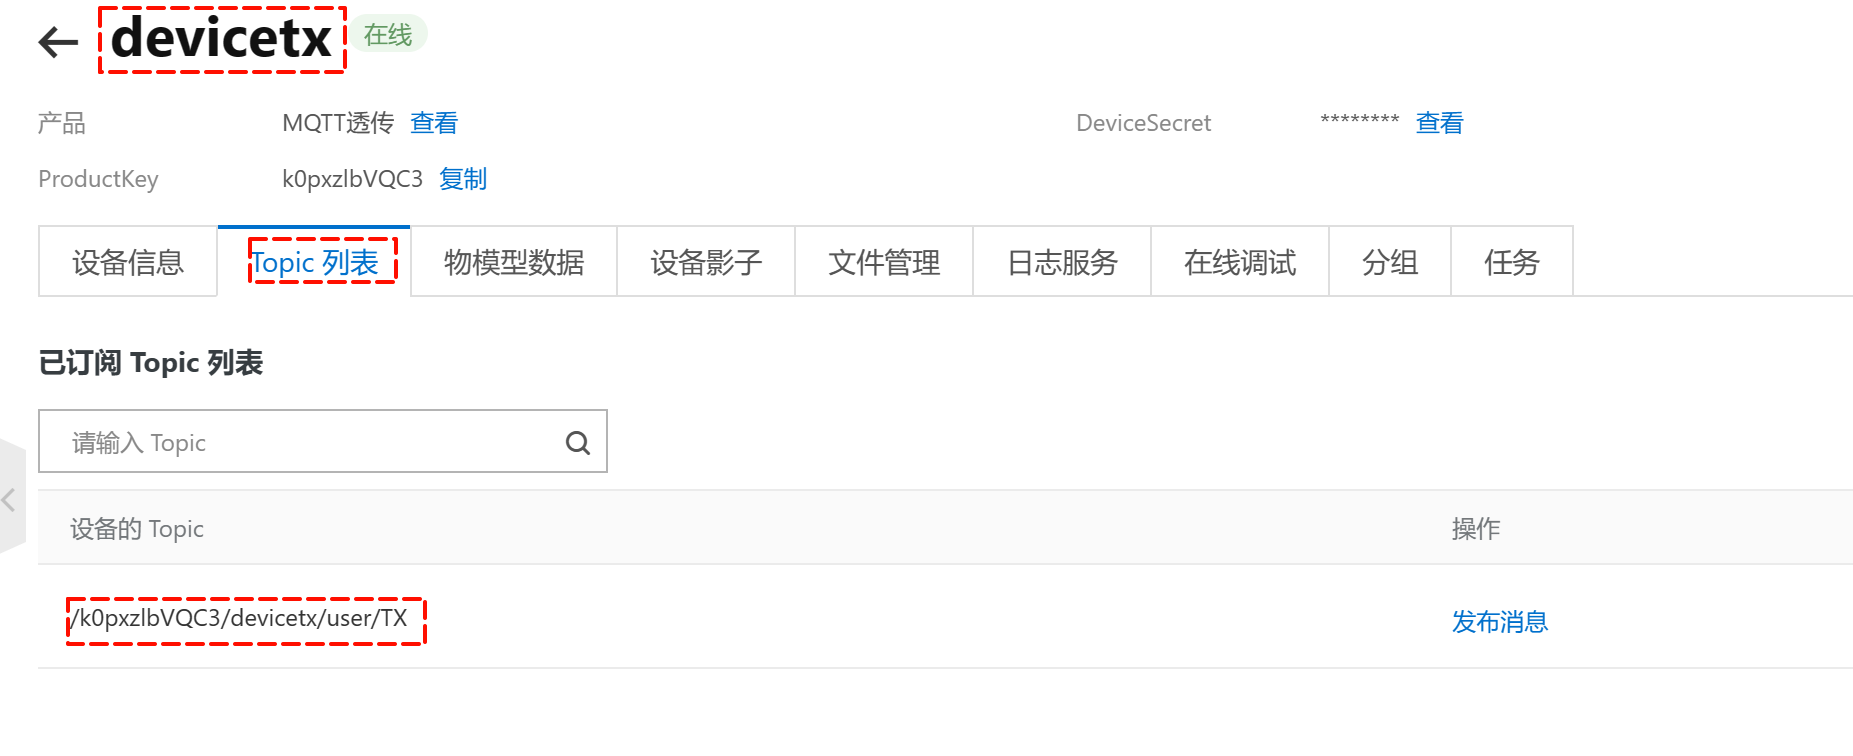 devicetx 在线
产品 MQTT透传 查看 DeviceSecret ******** 查看
ProductKey k0pxzlbVQC3 复制
设备信息 Topic 列表 物模型数据 设备影子 文件管理 日志服务 在线调试 分组 任务
已订阅 Topic 列表
请输入 Topic
设备的 Topic 操作
/k0pxzlbVQC3/devicetx/user/TX 发布消息